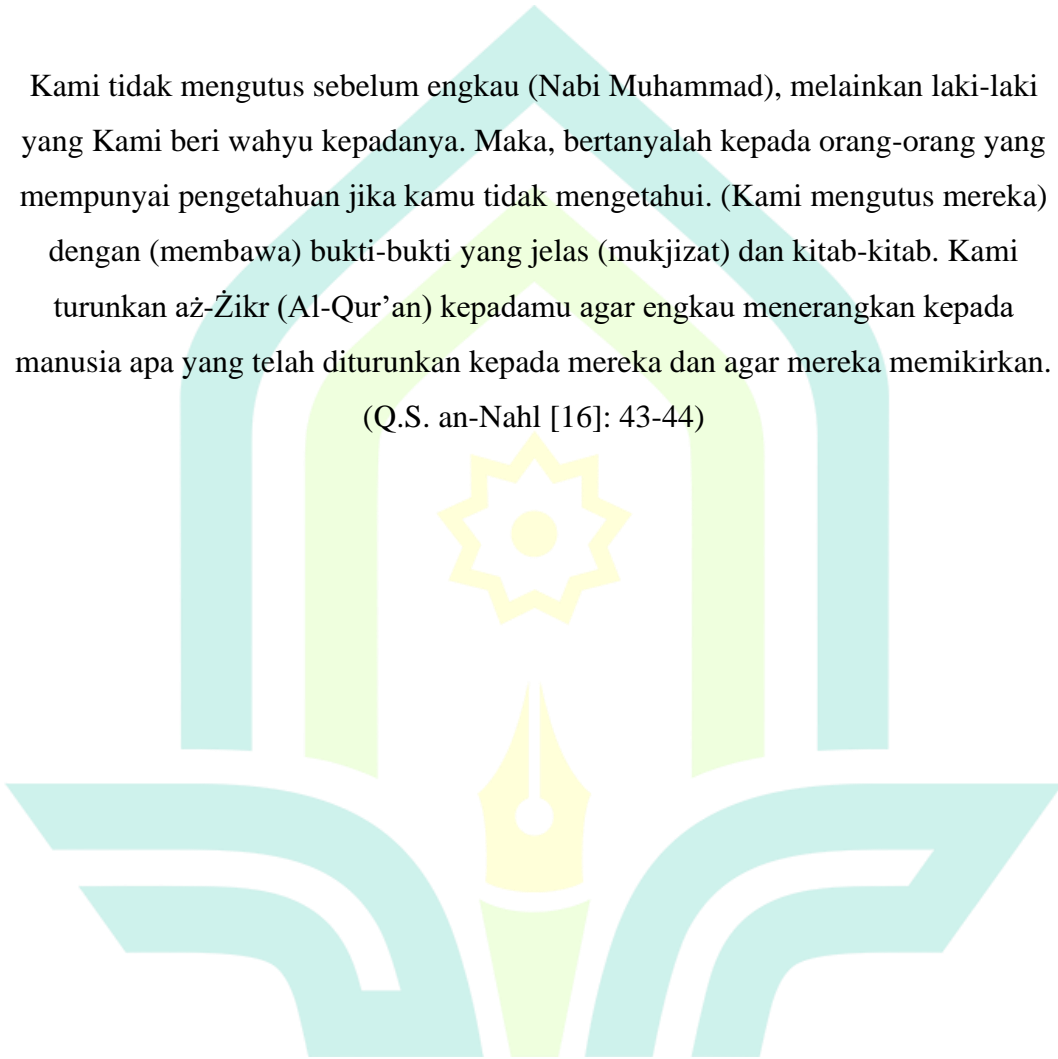 Kami tidak mengutus sebelum engkau (Nabi Muhammad), melainkan laki-laki
yang Kami beri wahyu kepadanya. Maka, bertanyalah kepada orang-orang yang
mempunyai pengetahuan jika kamu tidak mengetahui. (Kami mengutus mereka)
dengan (membawa) bukti-bukti yang jelas (mukjizat) dan kitab-kitab. Kami
turunkan aż-Żikr (Al-Qur’an) kepadamu agar engkau menerangkan kepada
manusia apa yang telah diturunkan kepada mereka dan agar mereka memikirkan.
(Q.S. an-Nahl [16]: 43-44)